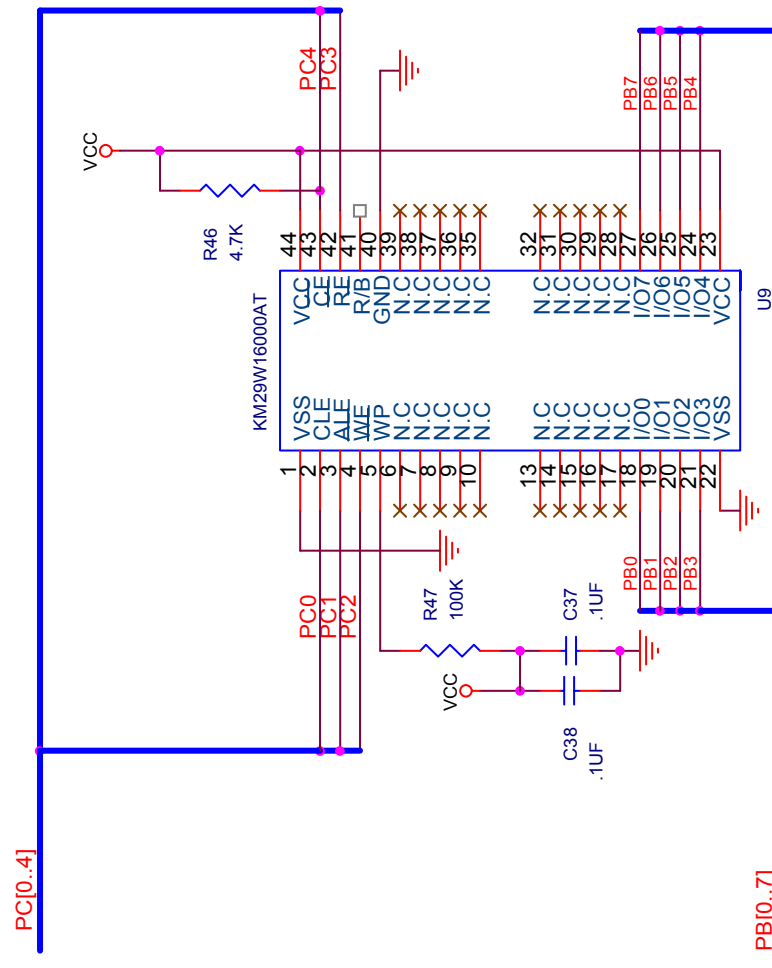 PC[0..4]
PB[0..7]
PC4
PC3
VCC
R46
4.7K
KM29W16000AT
U9
44
43
42
41
40
39
38
37
36
35
32
31
30
29
28
27
26
25
24
23
VCC
CE
RE
R/B
GND
N.C
N.C
N.C
N.C
N.C
N.C
N.C
N.C
N.C
N.C
I/O7
I/O6
I/O5
I/O4
VCC
PB7
PB6
PB5
PB4
VSS
CLE
ALE
WE
WP
N.C
N.C
N.C
N.C
N.C
N.C
N.C
N.C
N.C
N.C
I/O0
I/O1
I/O2
I/O3
VSS
1
2
3
4
5
6
7
8
9
10
13
14
15
16
17
18
19
20
21
22
PC0
PC1
PC2
PB0
PB1
PB2
PB3
R47
100K
VCC
C37
.1UF
C38
.1UF